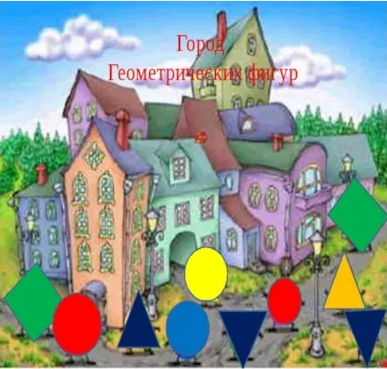 Город
Геометрических фигур